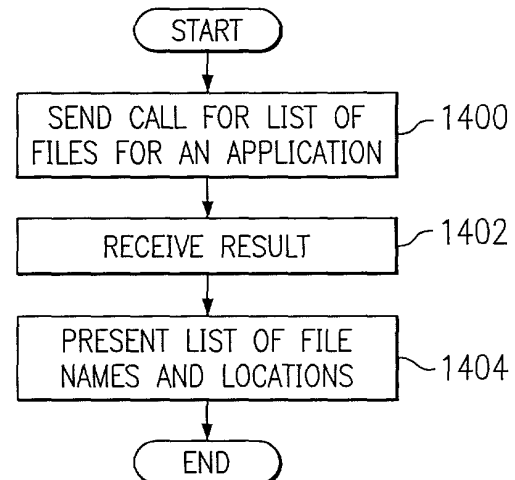 START
SEND CALL FOR LIST OF
FILES FOR AN APPLICATION
1400
RECEIVE RESULT
1402
PRESENT LIST OF FILE
NAMES AND LOCATIONS
1404
END